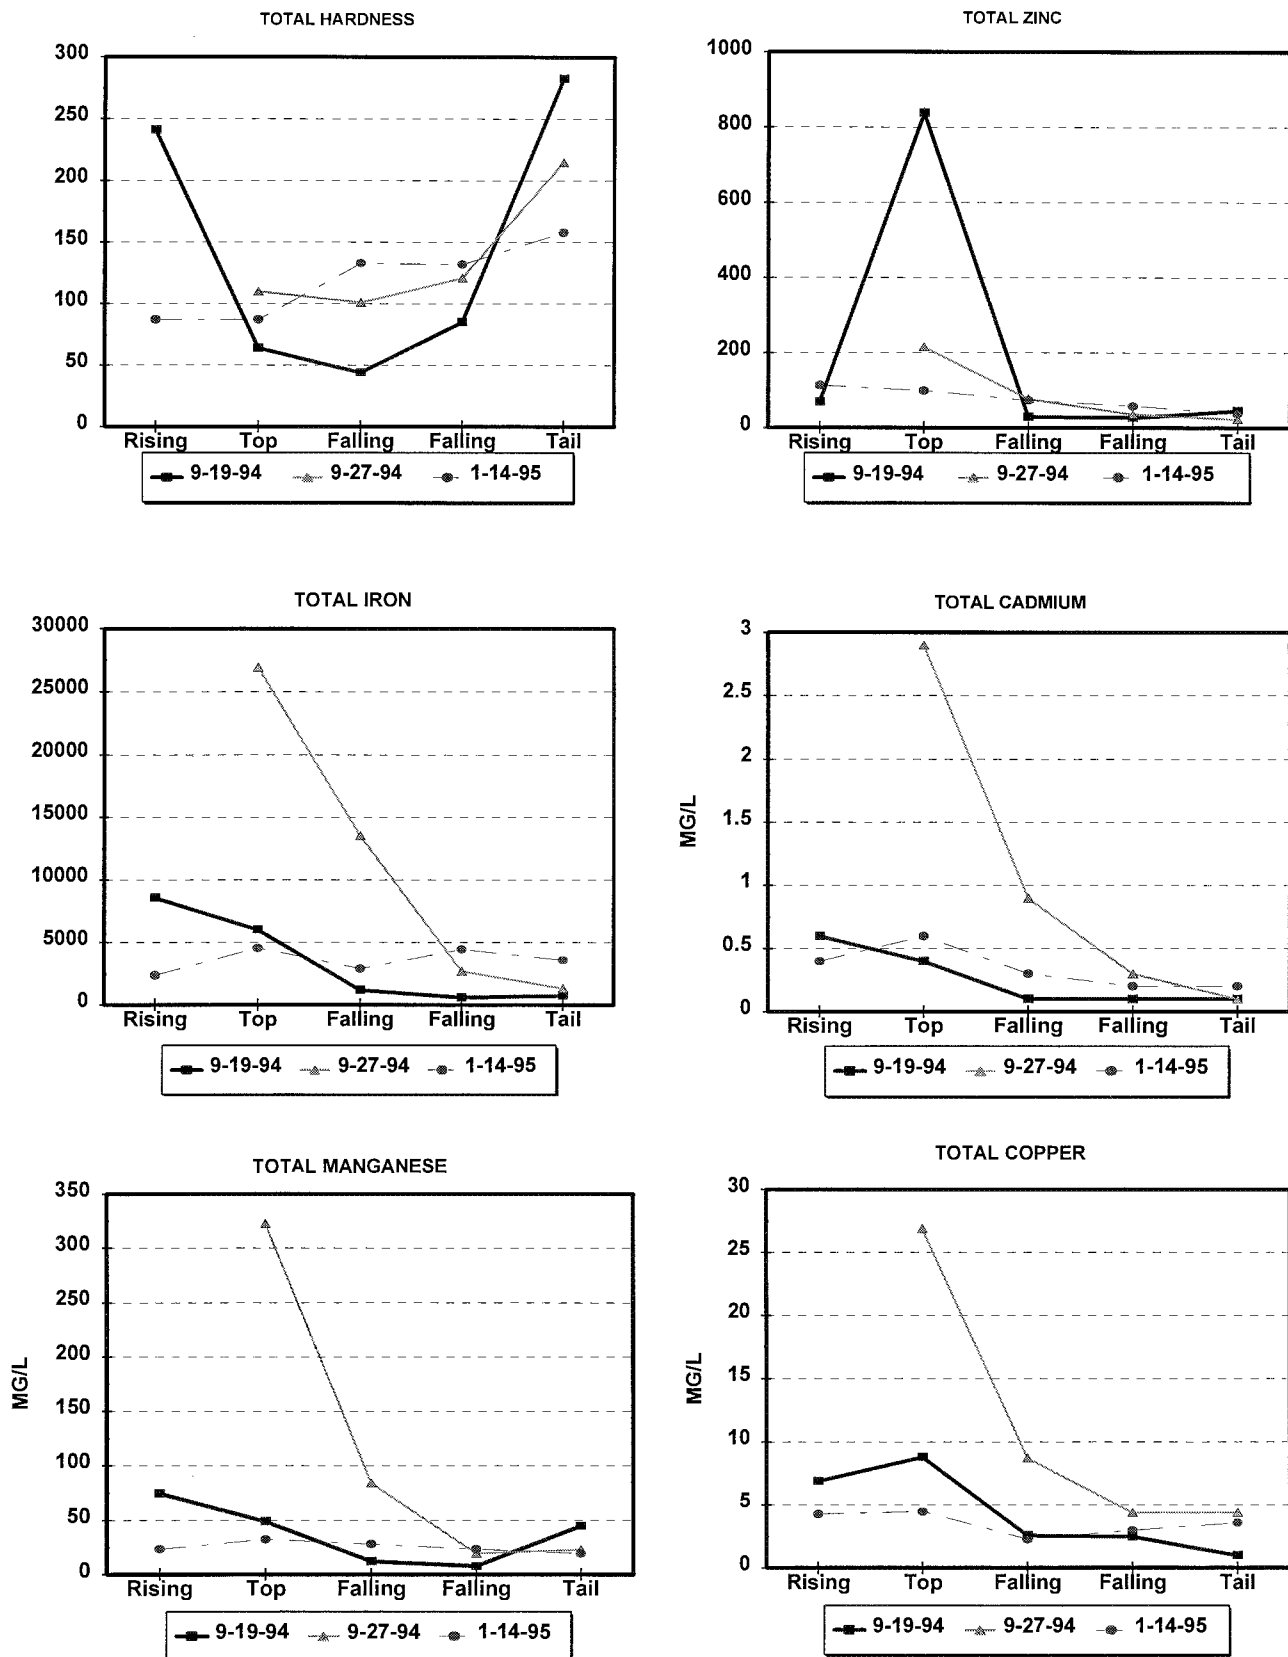 TOTAL HARDNESS
300
250
200
150
100
50
0
Rising Top Falling Falling Tail
9-19-94 9-27-94 1-14-95
TOTAL ZINC
1000
800
600
400
200
0
Rising Top Falling Falling Tail
9-19-94 9-27-94 1-14-95
TOTAL IRON
30000
25000
20000
15000
10000
5000
0
Rising Top Falling Falling Tail
9-19-94 9-27-94 1-14-95
TOTAL CADMIUM
MG/L
3
2.5
2
1.5
1
0.5
0
Rising Top Falling Falling Tail
9-19-94 9-27-94 1-14-95
TOTAL MANGANESE
MG/L
350
300
250
200
150
100
50
0
Rising Top Falling Falling Tail
9-19-94 9-27-94 1-14-95
TOTAL COPPER
MG/L
30
25
20
15
10
5
0
Rising Top Falling Falling Tail
9-19-94 9-27-94 1-14-95